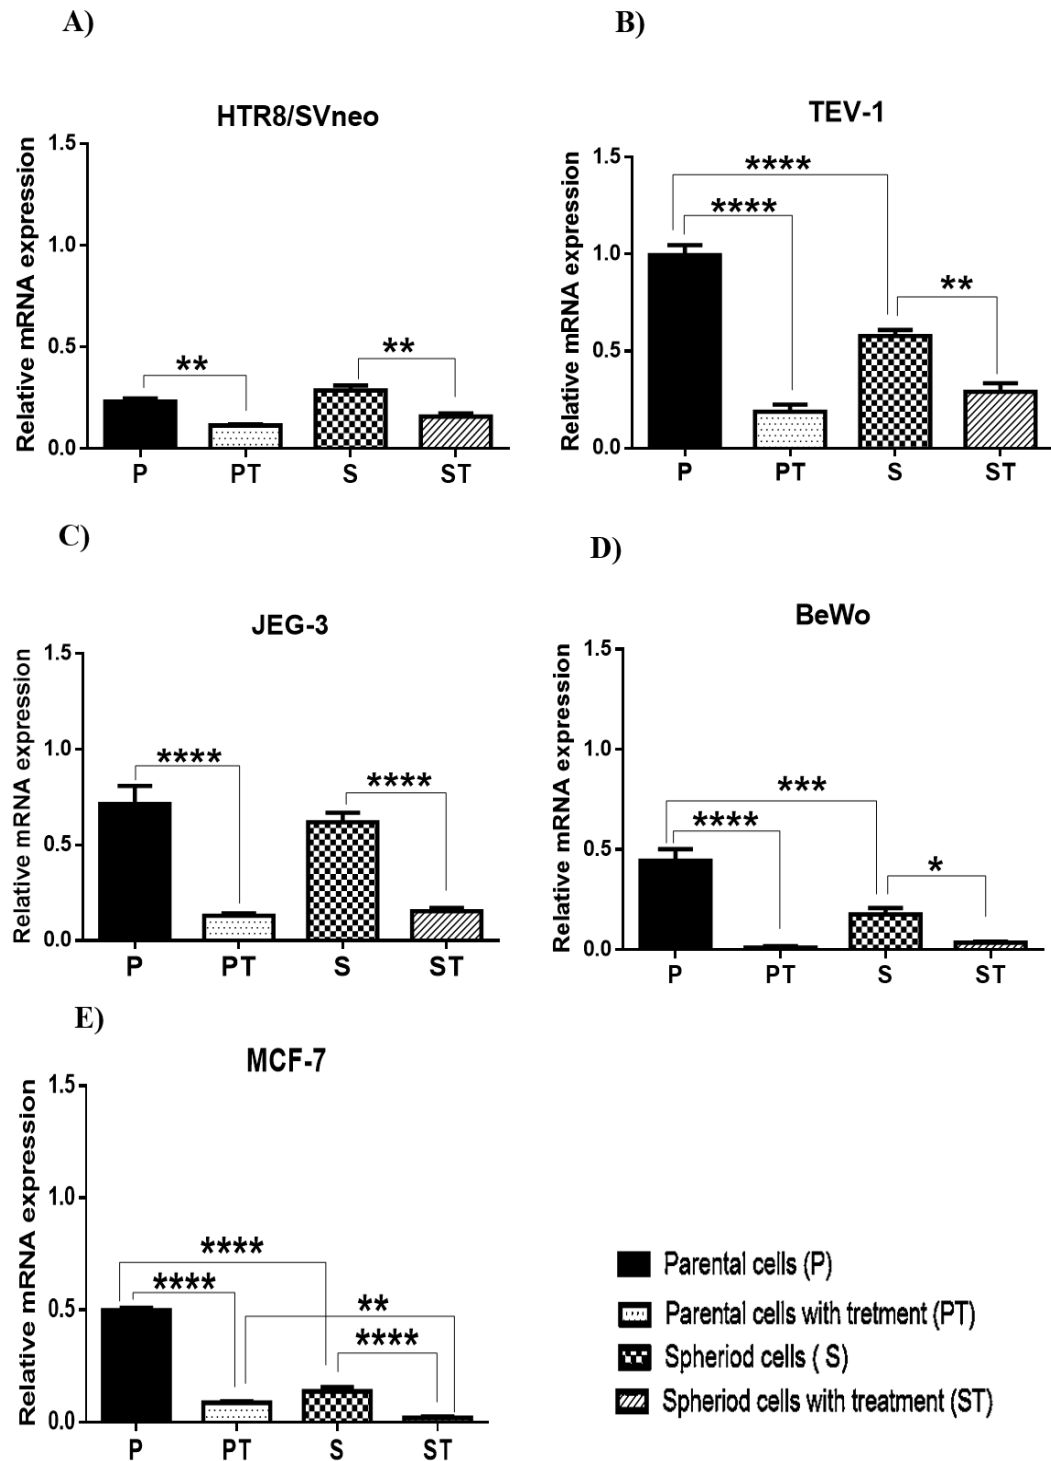 A)
HTR8/SVneo
Relative mRNA expression
1.5
1.0
0.5
0.0
**
**
P PT S ST
B)
TEV-1
Relative mRNA expression
1.5
1.0
0.5
0.0
****
****
**
P PT S ST
C)
JEG-3
Relative mRNA expression
1.5
1.0
0.5
0.0
****
****
P PT S ST
D)
BeWo
Relative mRNA expression
1.5
1.0
0.5
0.0
***
****
*
P PT S ST
E)
MCF-7
Relative mRNA expression
1.5
1.0
0.5
0.0
****
****
**
****
P PT S ST
Parental cells (P)
Parental cells with tretment (PT)
Spheriod cells ( S)
Spheriod cells with treatment (ST)